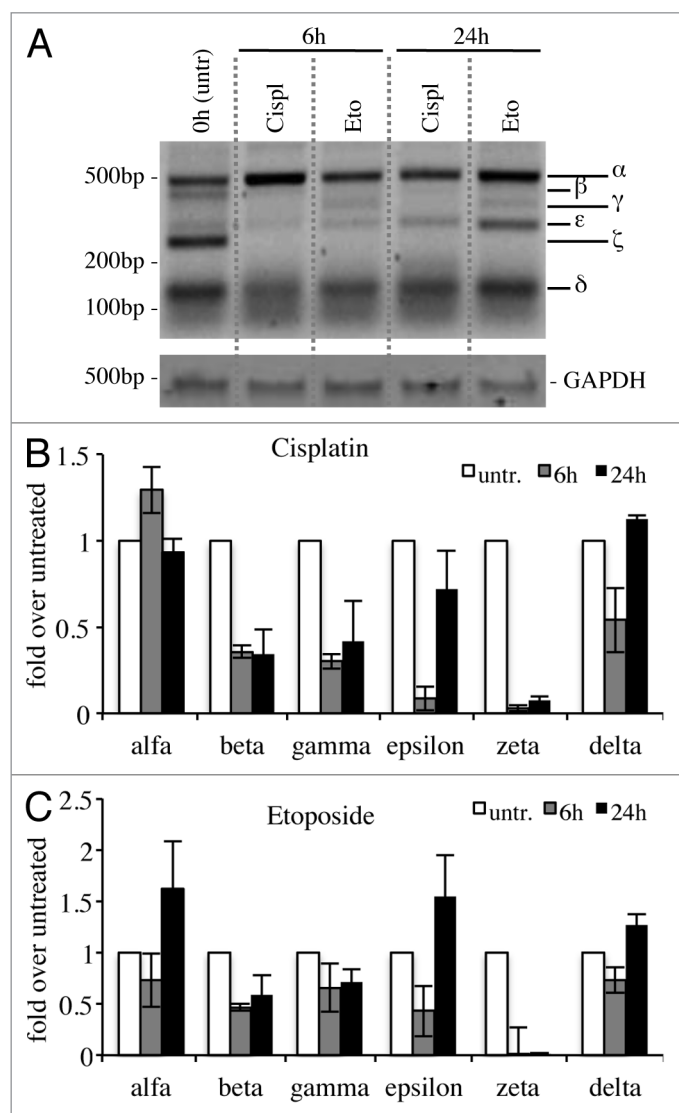 A
6h 24h
0h (untr) Cispl Eto Cispl Eto
500bp - α
β
γ
ε
ζ
200bp -
δ
100bp -
500bp - - GAPDH
B
Cisplatin
untr. 6h 24h
fold over untreated
1.5
1
0.5
0
alfa beta gamma epsilon zeta delta
C
Etoposide
untr. 6h 24h
fold over untreated
2.5
2
1.5
1
0.5
0
alfa beta gamma epsilon zeta delta